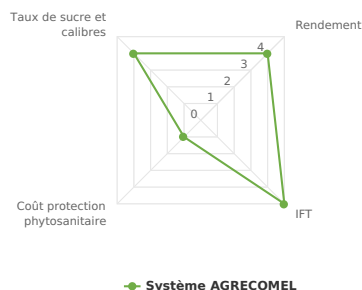 Taux de sucre et
calibres
Rendement
4
3
2
1
0
Coût protection
phytosanitaire
IFT
Système AGRECOMEL